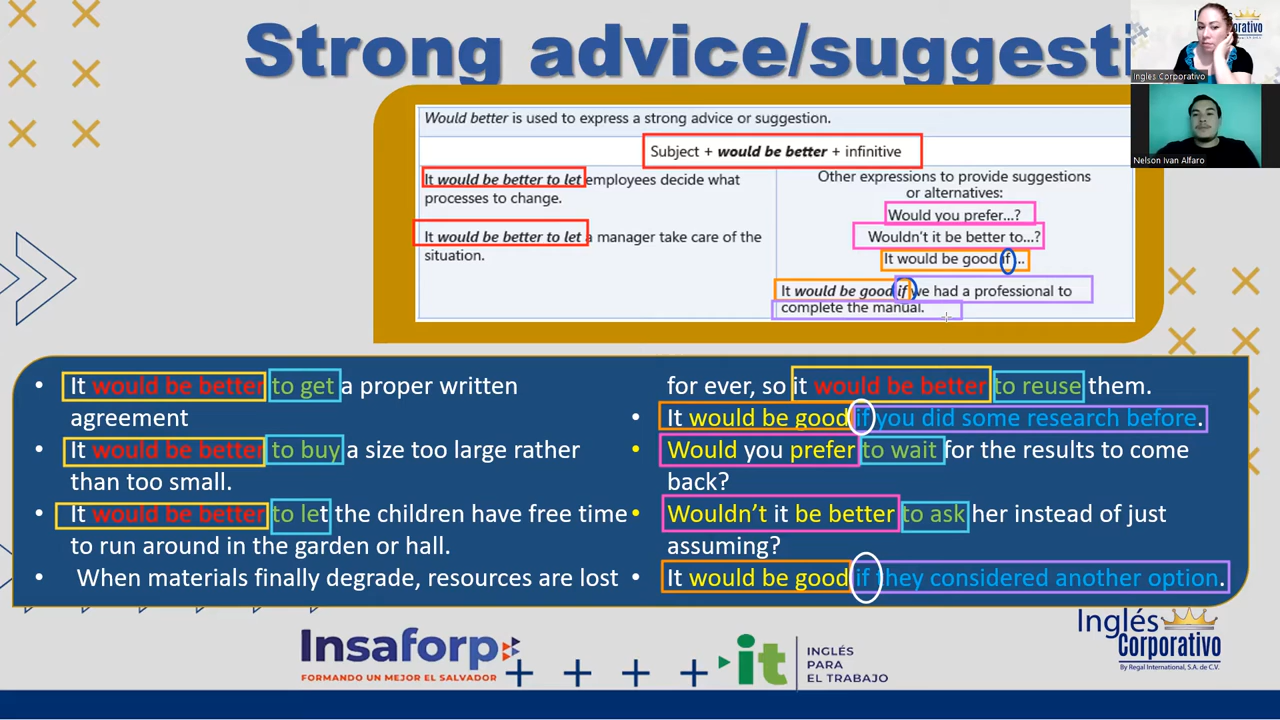 Strong advice/suggesti
Inglés
Corporativo
Ingles Corporativo
Nelson Ivan Alfaro
Would better is used to express a strong advice or suggestion.
Subject + would be better + infinitive
It would be better to let employees decide what
processes to change.
It would be better to let a manager take care of the
situation.
Other expressions to provide suggestions
or alternatives:
Would you prefer...?
Wouldn't it be better to...?
It would be good if...
It would be good if we had a professional to
complete the manual.
• It would be better to get a proper written
agreement
• It would be better to buy a size too large rather
than too small.
• It would be better to let the children have free time
to run around in the garden or hall.
• When materials finally degrade, resources are lost
for ever, so it would be better to reuse them.
• It would be good if you did some research before.
• Would you prefer to wait for the results to come
back?
• Wouldn't it be better to ask her instead of just
assuming?
• It would be good if they considered another option.
Insaforp
FORMANDO UN MEJOR EL SALVADOR
it
INGLÉS
PARA
EL TRABAJO
Inglés
Corporativo
By Regal International, S.A. de C.V.